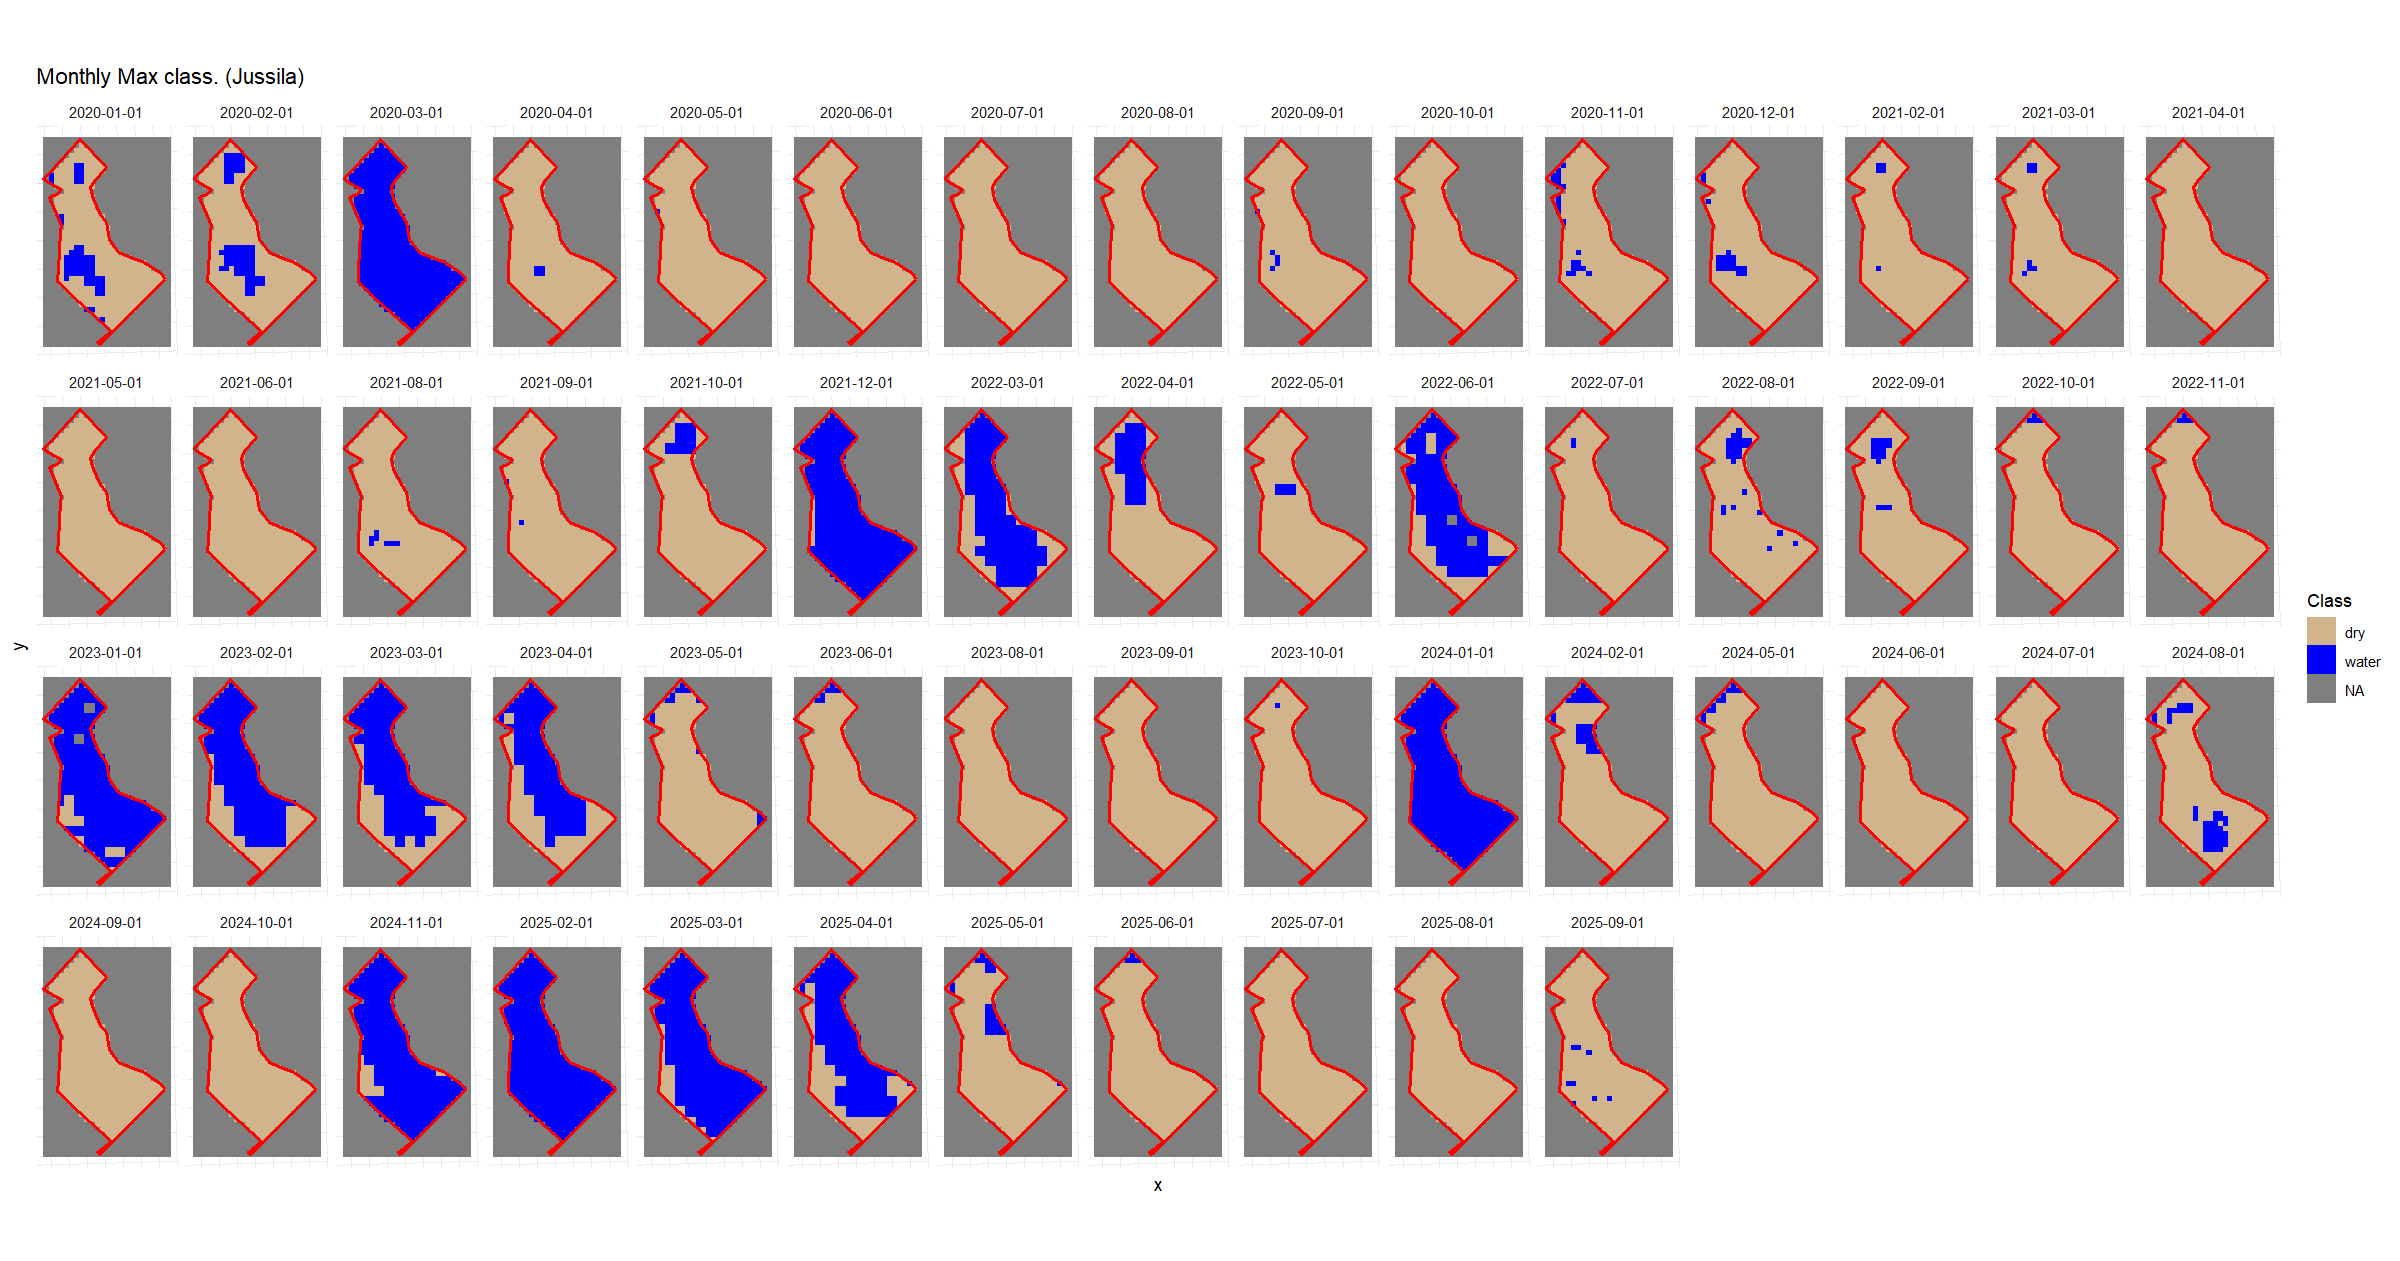 Monthly Max class. (Jussila)
2020-01-01 2020-02-01 2020-03-01 2020-04-01 2020-05-01 2020-06-01 2020-07-01 2020-08-01 2020-09-01 2020-10-01 2020-11-01 2020-12-01 2021-02-01 2021-03-01 2021-04-01
2021-05-01 2021-06-01 2021-08-01 2021-09-01 2021-10-01 2021-12-01 2022-03-01 2022-04-01 2022-05-01 2022-06-01 2022-07-01 2022-08-01 2022-09-01 2022-10-01 2022-11-01
Class
dry
water
NA
y
2023-01-01 2023-02-01 2023-03-01 2023-04-01 2023-05-01 2023-06-01 2023-08-01 2023-09-01 2023-10-01 2024-01-01 2024-02-01 2024-05-01 2024-06-01 2024-07-01 2024-08-01
2024-09-01 2024-10-01 2024-11-01 2025-02-01 2025-03-01 2025-04-01 2025-05-01 2025-06-01 2025-07-01 2025-08-01 2025-09-01
x